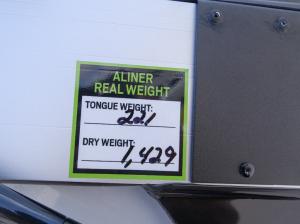 ALINER
REAL WEIGHT
TONGUE WEIGHT:
221
DRY WEIGHT:
1,429